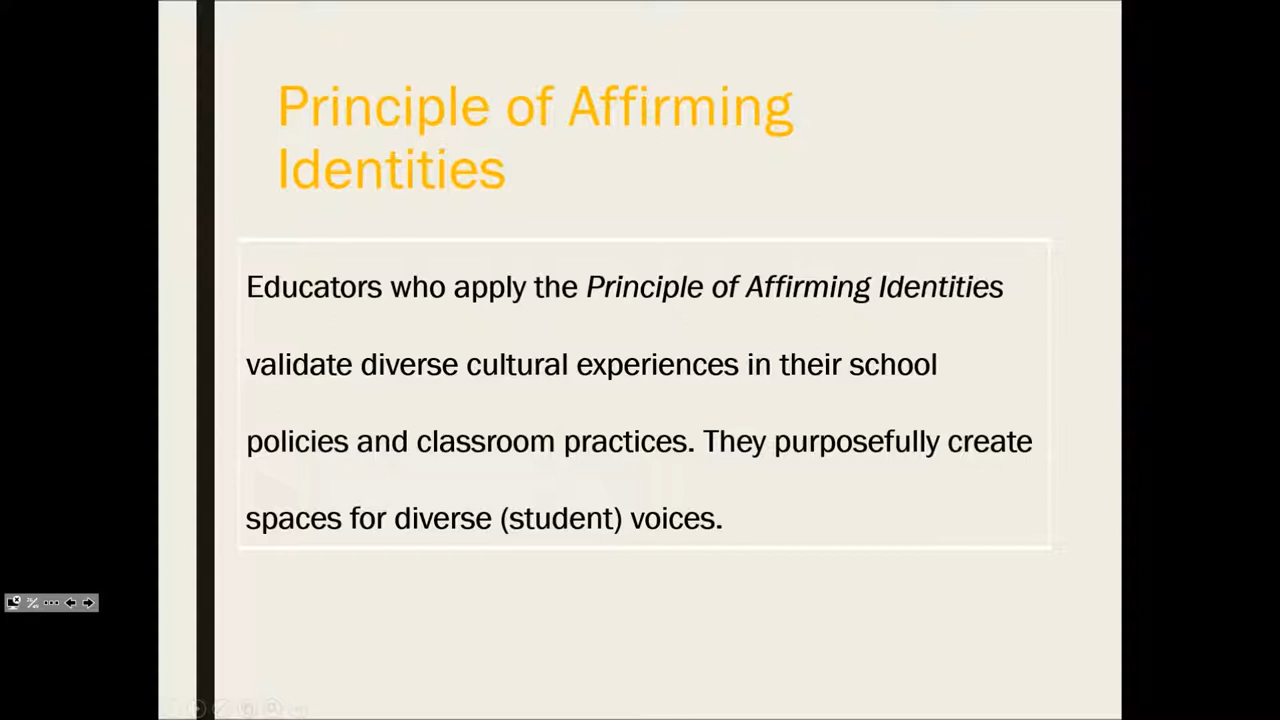 Principle of Affirming
Identities
Educators who apply the Principle of Affirming Identities
validate diverse cultural experiences in their school
policies and classroom practices. They purposefully create
spaces for diverse (student) voices.